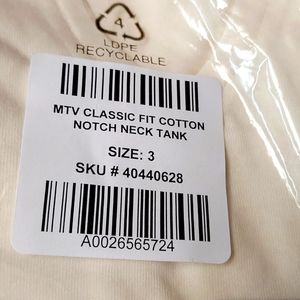 4
LDPE
RECYCLABLE
MTV CLASSIC FIT COTTON
NOTCH NECK TANK
SIZE: 3
SKU # 40440628
A0026565724